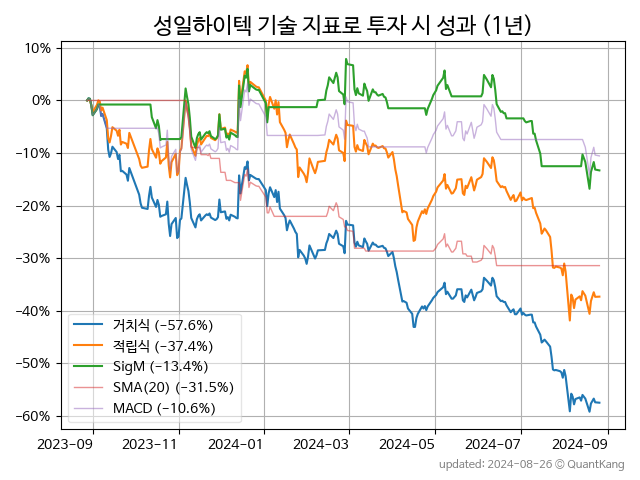 성일하이텍 기술 지표로 투자 시 성과 (1년)
10%
0%
−10%
−20%
−30%
−40%
−50%
−60%
거치식 (−57.6%)
적립식 (−37.4%)
SigM (−13.4%)
SMA(20) (−31.5%)
MACD (−10.6%)
2023-09 2023-11 2024-01 2024-03 2024-05 2024-07 2024-09
updated: 2024-08-26 © QuantKang